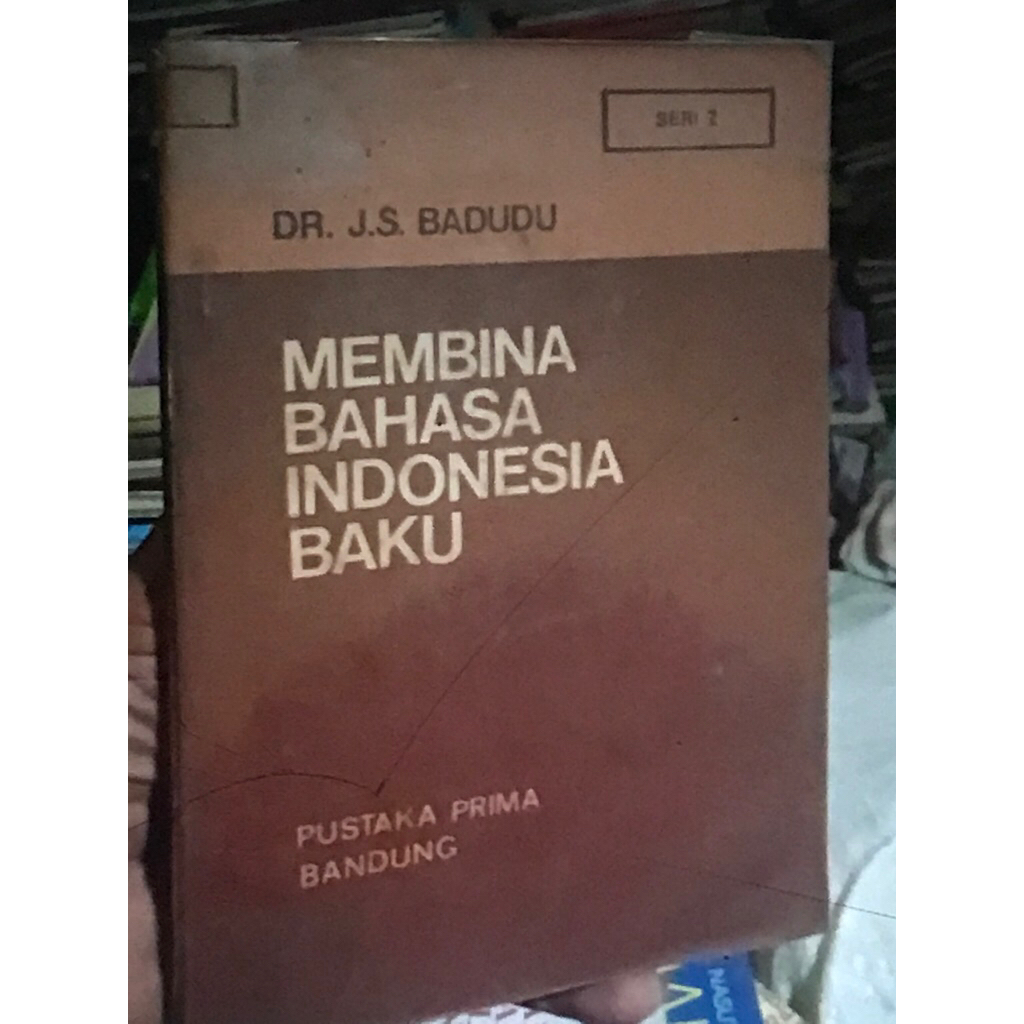 SERI 2
DR. J.S. BADUDU
MEMBINA
BAHASA
INDONESIA
BAKU
PUSTAKA PRIMA
BANDUNG